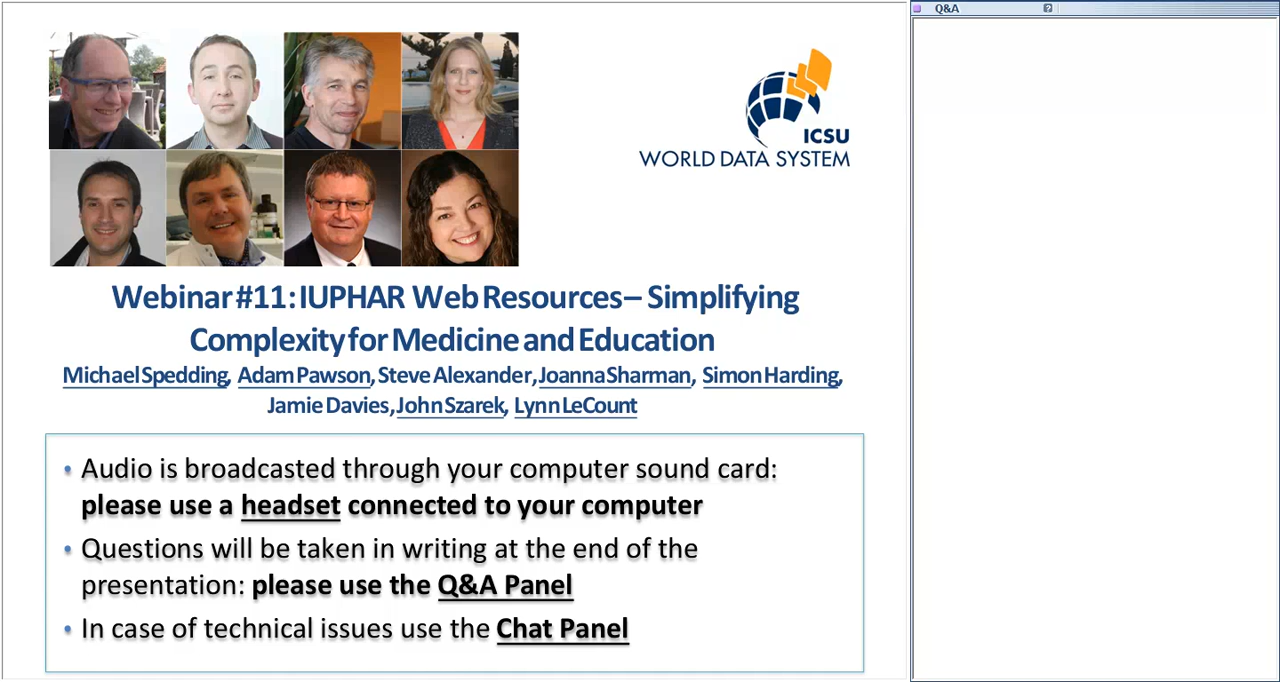 Q&A
ICSU
WORLD DATA SYSTEM
Webinar #11: IUPHAR Web Resources – Simplifying
Complexity for Medicine and Education
Michael Spedding, Adam Pawson, Steve Alexander, Joanna Sharman, Simon Harding,
Jamie Davies, John Szarek, Lynn LeCount
• Audio is broadcasted through your computer sound card:
please use a headset connected to your computer
• Questions will be taken in writing at the end of the
presentation: please use the Q&A Panel
• In case of technical issues use the Chat Panel